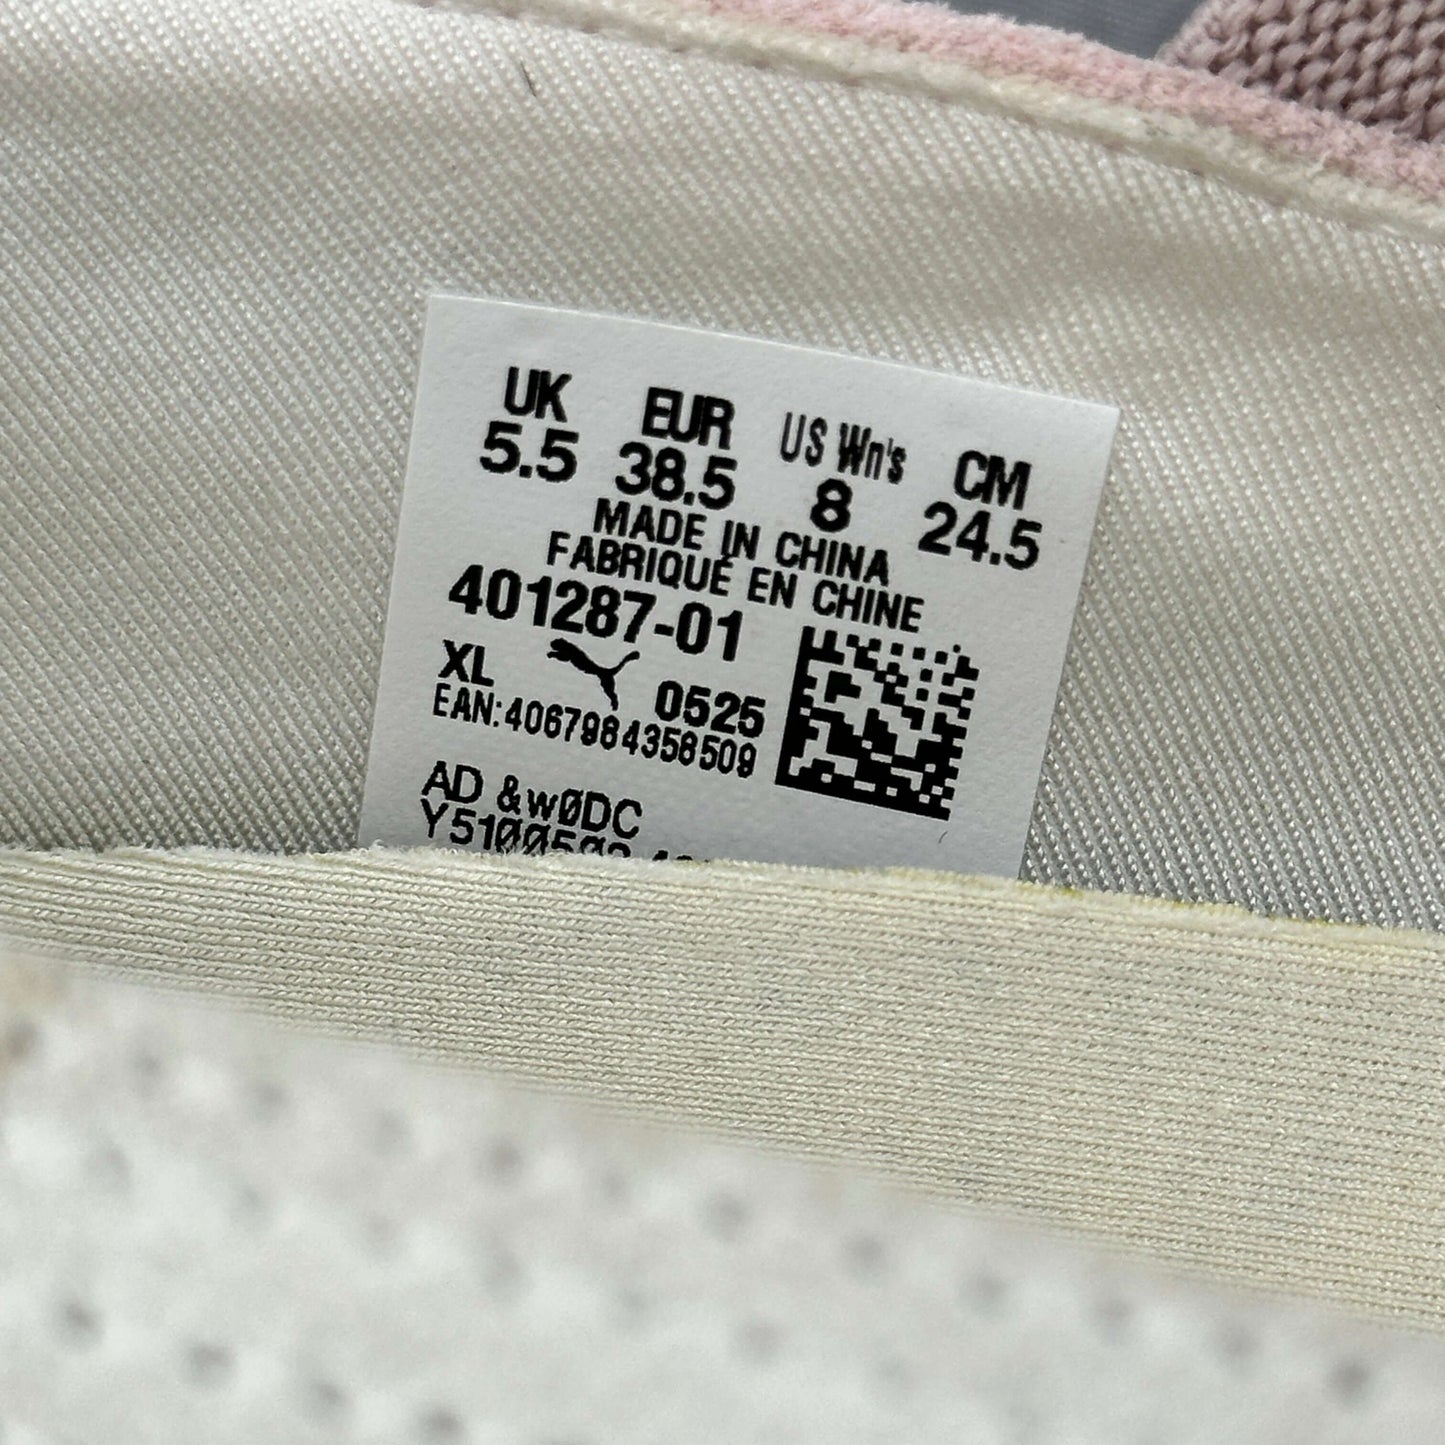 UK EUR US Wn's CM
5.5 38.5 8 24.5
MADE IN CHINA
FABRIQUÉ EN CHINE
401287-01
XL 0525
EAN:4067984358509
AD &wØDC